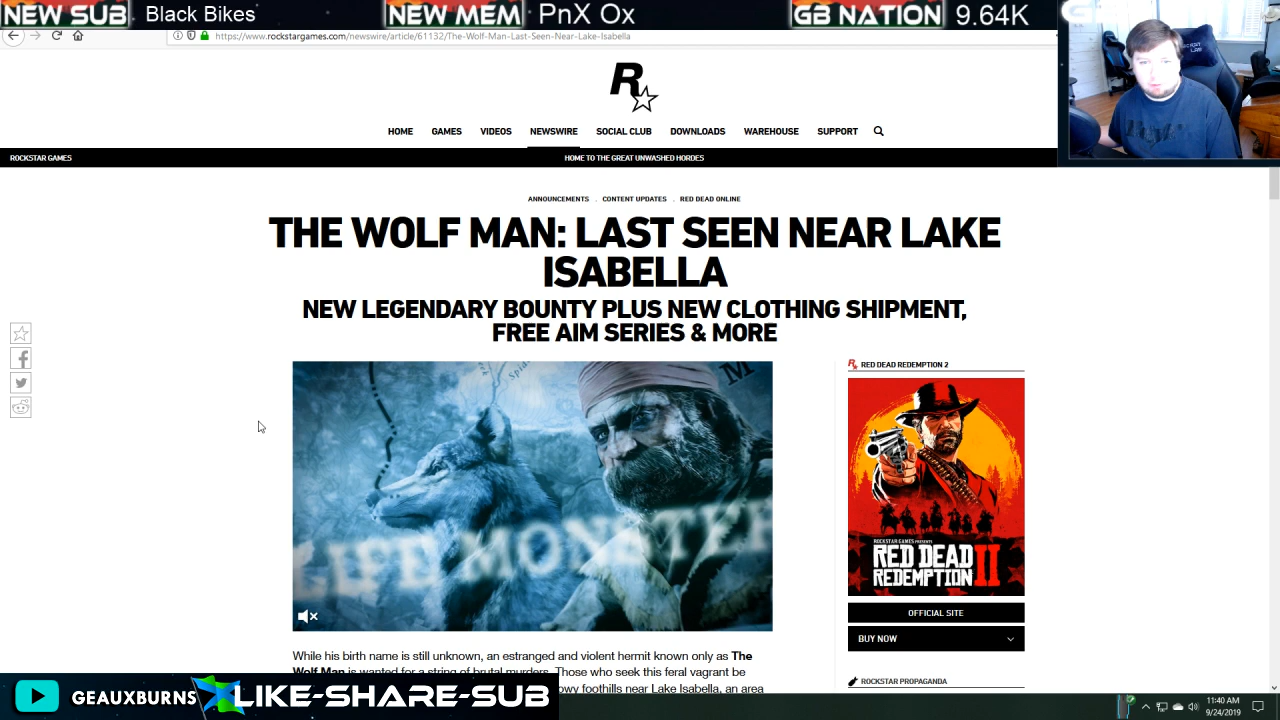 NEW SUB Black Bikes NEW MEM PnX Ox GB NATION 9.64K
https://www.rockstargames.com/newswire/article/61132/The-Wolf-Man-Last-Seen-Near-Lake-Isabella
R
HOME GAMES VIDEOS NEWSWIRE SOCIAL CLUB DOWNLOADS WAREHOUSE SUPPORT
ROCKSTAR GAMES HOME TO THE GREAT UNWASHED HORDES
ANNOUNCEMENTS , CONTENT UPDATES , RED DEAD ONLINE
THE WOLF MAN: LAST SEEN NEAR LAKE
ISABELLA
NEW LEGENDARY BOUNTY PLUS NEW CLOTHING SHIPMENT,
FREE AIM SERIES & MORE
RED DEAD REDEMPTION 2
ROCKSTAR GAMES PRESENTS
RED DEAD
REDEMPTION II
OFFICIAL SITE
BUY NOW
ROCKSTAR PROPAGANDA
While his birth name is still unknown, an estranged and violent hermit known only as The
Wolf Man is wanted for a string of brutal murders. Those who seek this feral vagrant be
foothills near Lake Isabella, an area
GEAUXBURNS LIKE-SHARE-SUB
11:40 AM
9/24/2019